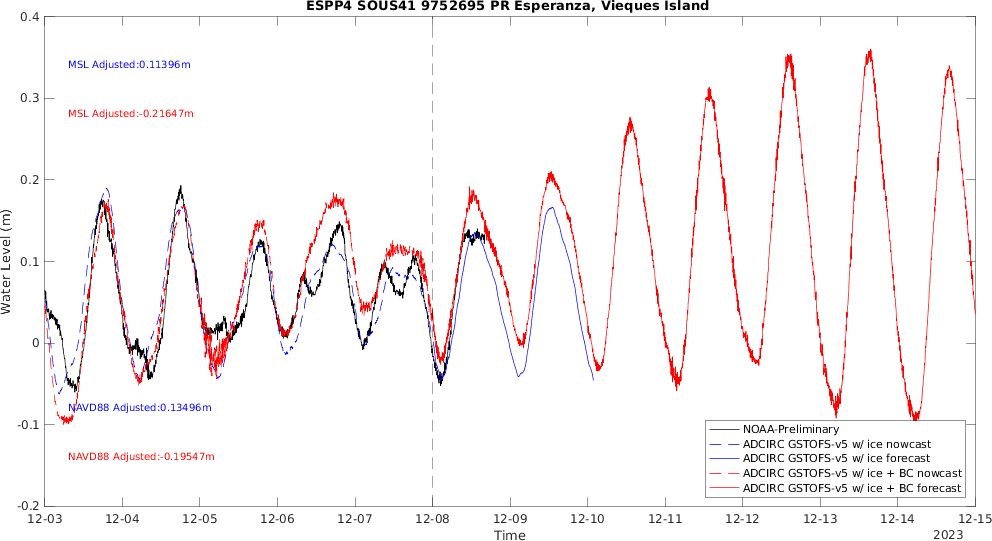 ESPP4 SOUS41 9752695 PR Esperanza, Vieques Island
0.4
0.3
0.2
0.1
0
-0.1
-0.2
Water Level (m)
MSL Adjusted:0.11396m
MSL Adjusted:-0.21647m
NAVD88 Adjusted:0.13496m
NAVD88 Adjusted:-0.19547m
NOAA-Preliminary
ADCIRC GSTOFS-v5 w/ ice nowcast
ADCIRC GSTOFS-v5 w/ ice forecast
ADCIRC GSTOFS-v5 w/ ice + BC nowcast
ADCIRC GSTOFS-v5 w/ ice + BC forecast
12-03 12-04 12-05 12-06 12-07 12-08 12-09 12-10 12-11 12-12 12-13 12-14 12-15
Time
2023